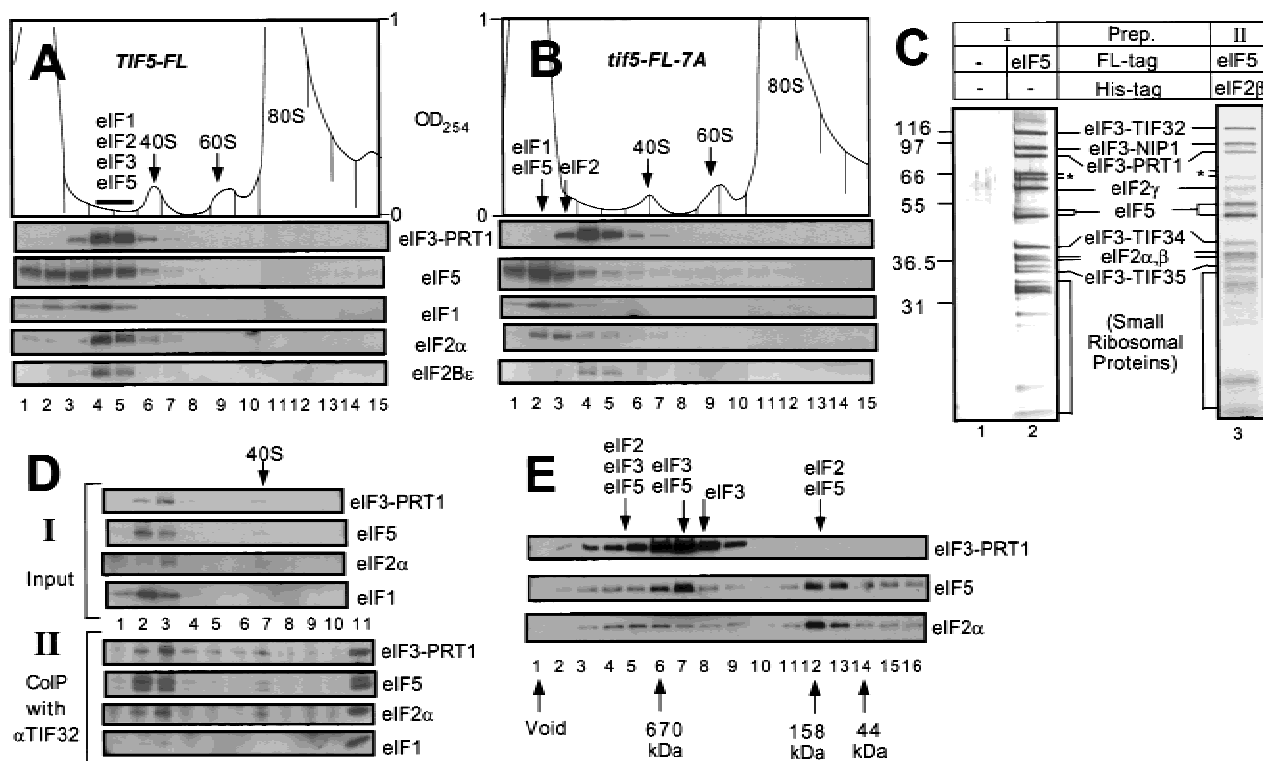 A
TIF5-FL
1
0
OD254
80S
eIF1
eIF2
eIF3
eIF5
40S
60S
B
tif5-FL-7A
1
0
80S
eIF1
eIF5
eIF2
40S
60S
eIF3-PRT1
eIF5
eIF1
eIF2α
eIF2Bε
1 2 3 4 5 6 7 8 9 10 11 12 13 14 15
1 2 3 4 5 6 7 8 9 10 11 12 13 14 15
C
I Prep. II
- eIF5 FL-tag eIF5
- - His-tag eIF2β
116
97
66
55
36.5
31
eIF3-TIF32
eIF3-NIP1
eIF3-PRT1
* *
eIF2γ
eIF5
eIF3-TIF34
eIF2α,β
eIF3-TIF35
(Small
Ribosomal
Proteins)
1 2 3
D
40S
I
Input
eIF3-PRT1
eIF5
eIF2α
eIF1
1 2 3 4 5 6 7 8 9 10 11
II
CoIP
with
αTIF32
eIF3-PRT1
eIF5
eIF2α
eIF1
E
eIF2
eIF3
eIF5
eIF3
eIF5
eIF3
eIF2
eIF5
eIF3-PRT1
eIF5
eIF2α
1 2 3 4 5 6 7 8 9 10 11 12 13 14 15 16
Void
670
kDa
158
kDa
44
kDa